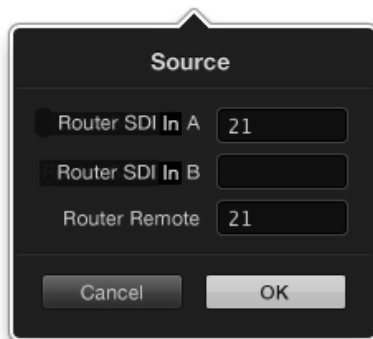 Source
Router SDI In A 21
Router SDI In B
Router Remote 21
Cancel OK